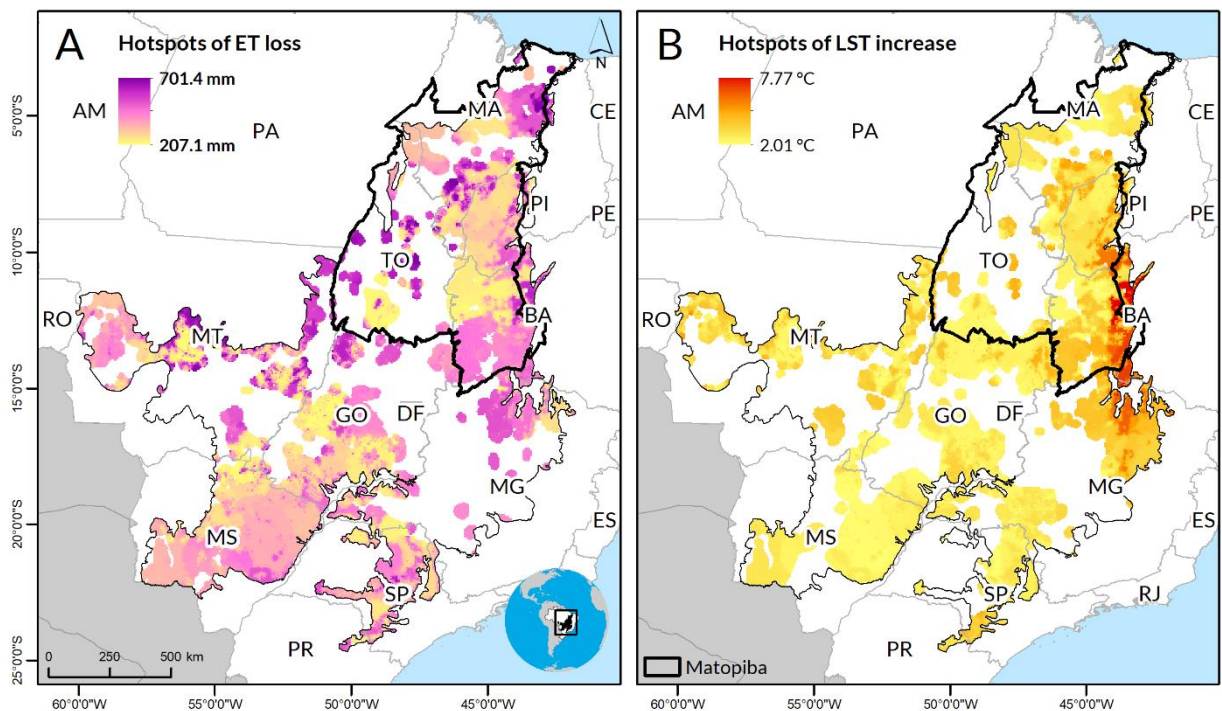 A
Hotspots of ET loss
701.4 mm
207.1 mm
N
AM
PA
MA
CE
PI
PE
TO
BA
RO
MT
GO
DF
MG
ES
MS
SP
PR
0 250 500 km
5°0'0"S
10°0'0"S
15°0'0"S
20°0'0"S
25°0'0"S
60°0'0"W 55°0'0"W 50°0'0"W 45°0'0"W
B
Hotspots of LST increase
7.77 °C
2.01 °C
AM
PA
MA
CE
PI
PE
TO
BA
RO
MT
GO
DF
MG
ES
MS
SP
RJ
PR
Matopiba
60°0'0"W 55°0'0"W 50°0'0"W 45°0'0"W